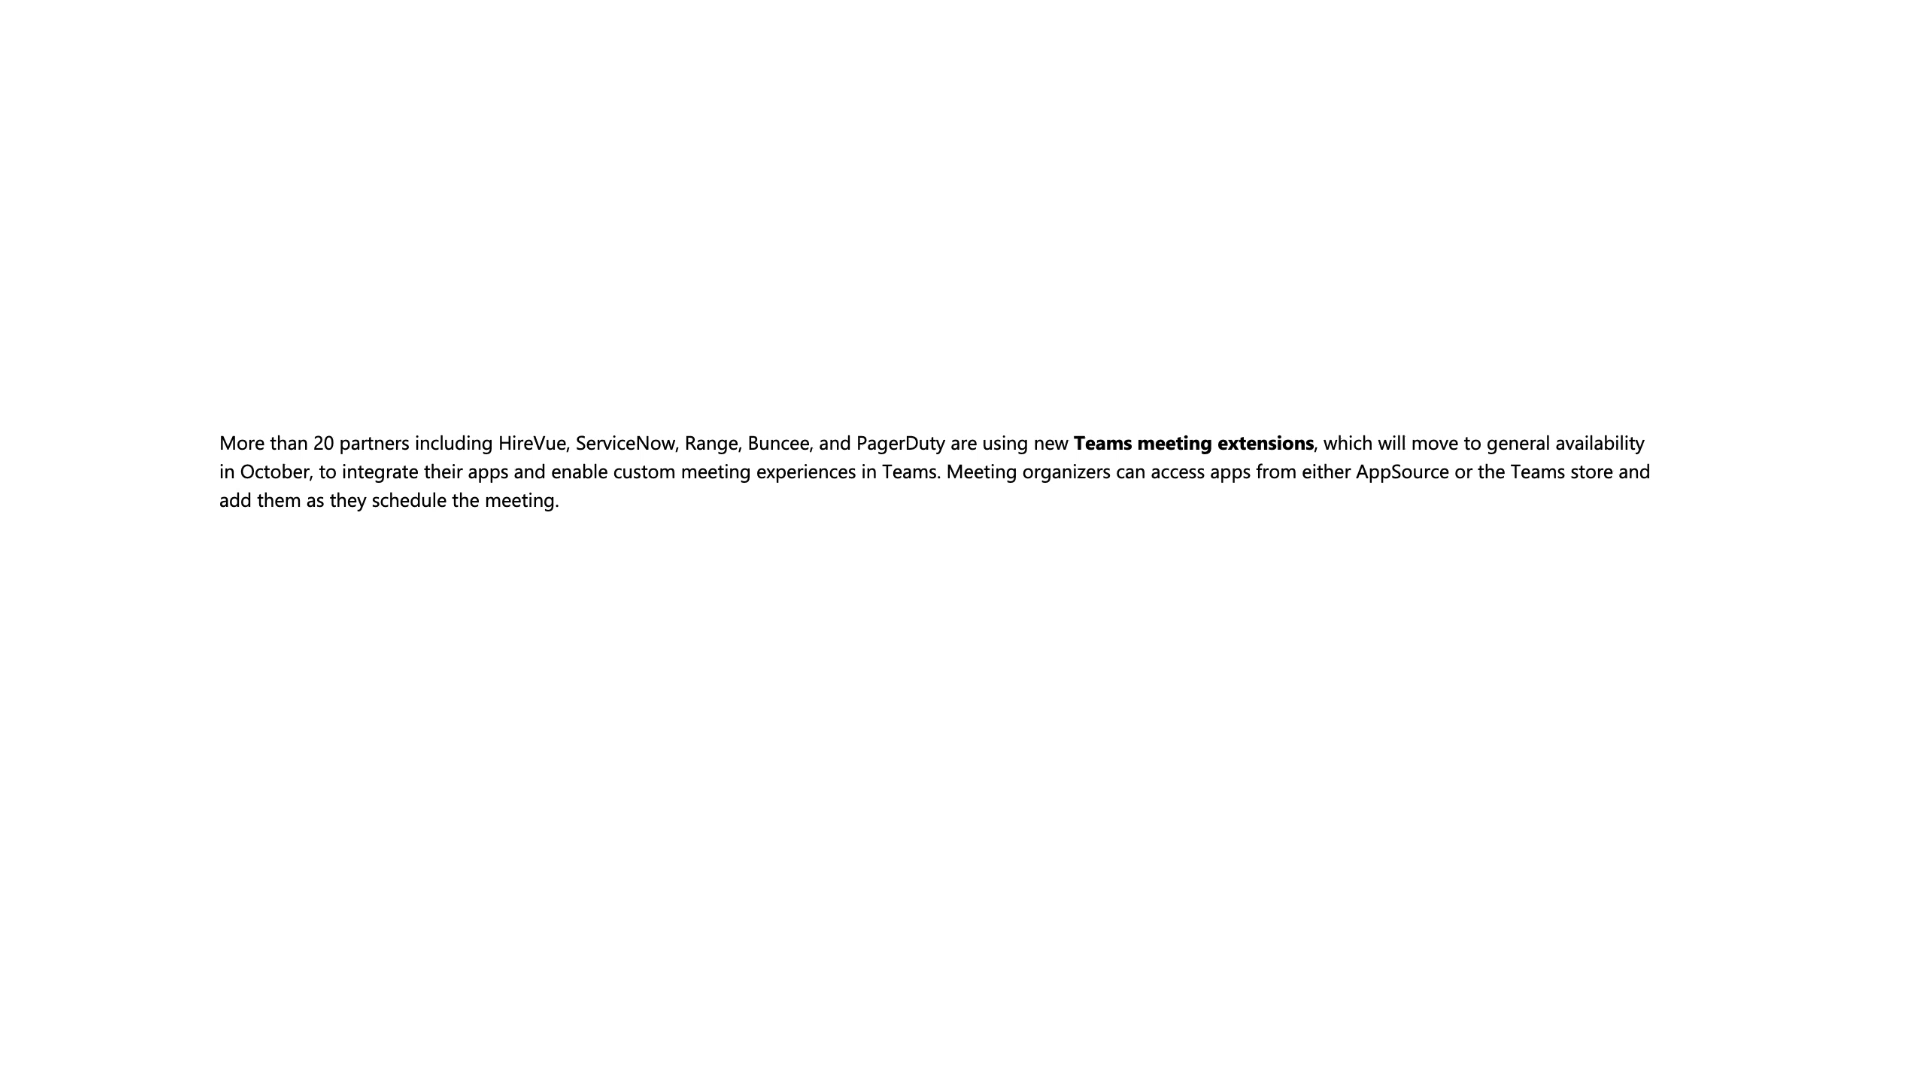 More than 20 partners including HireVue, ServiceNow, Range, Buncee, and PagerDuty are using new Teams meeting extensions, which will move to general availability
in October, to integrate their apps and enable custom meeting experiences in Teams. Meeting organizers can access apps from either AppSource or the Teams store and
add them as they schedule the meeting.